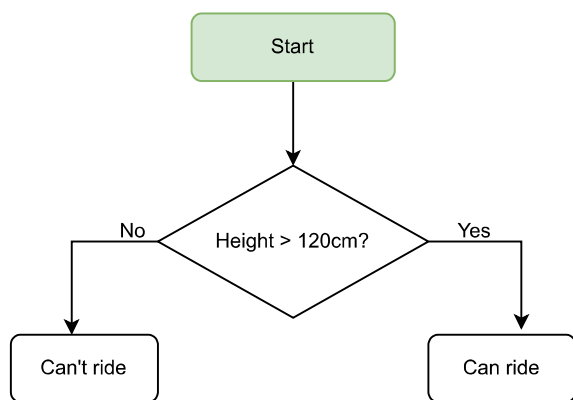 Start
Height > 120cm?
No
Yes
Can't ride
Can ride